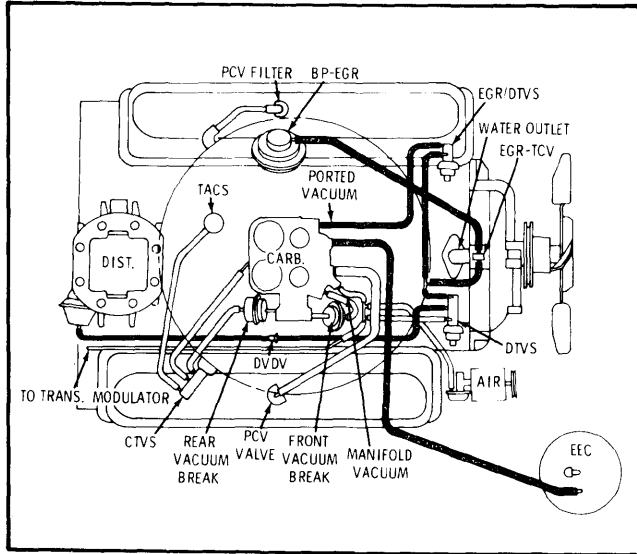 PCV FILTER
BP-EGR
EGR/DTVS
WATER OUTLET
EGR-TCV
TACS
PORTED
VACUUM
DIST.
CARB.
DVDV
DTVS
TO TRANS. MODULATOR
AIR
CTVS
REAR
VACUUM
BREAK
PCV
VALVE
FRONT
VACUUM
BREAK
MANIFOLD
VACUUM
EEC